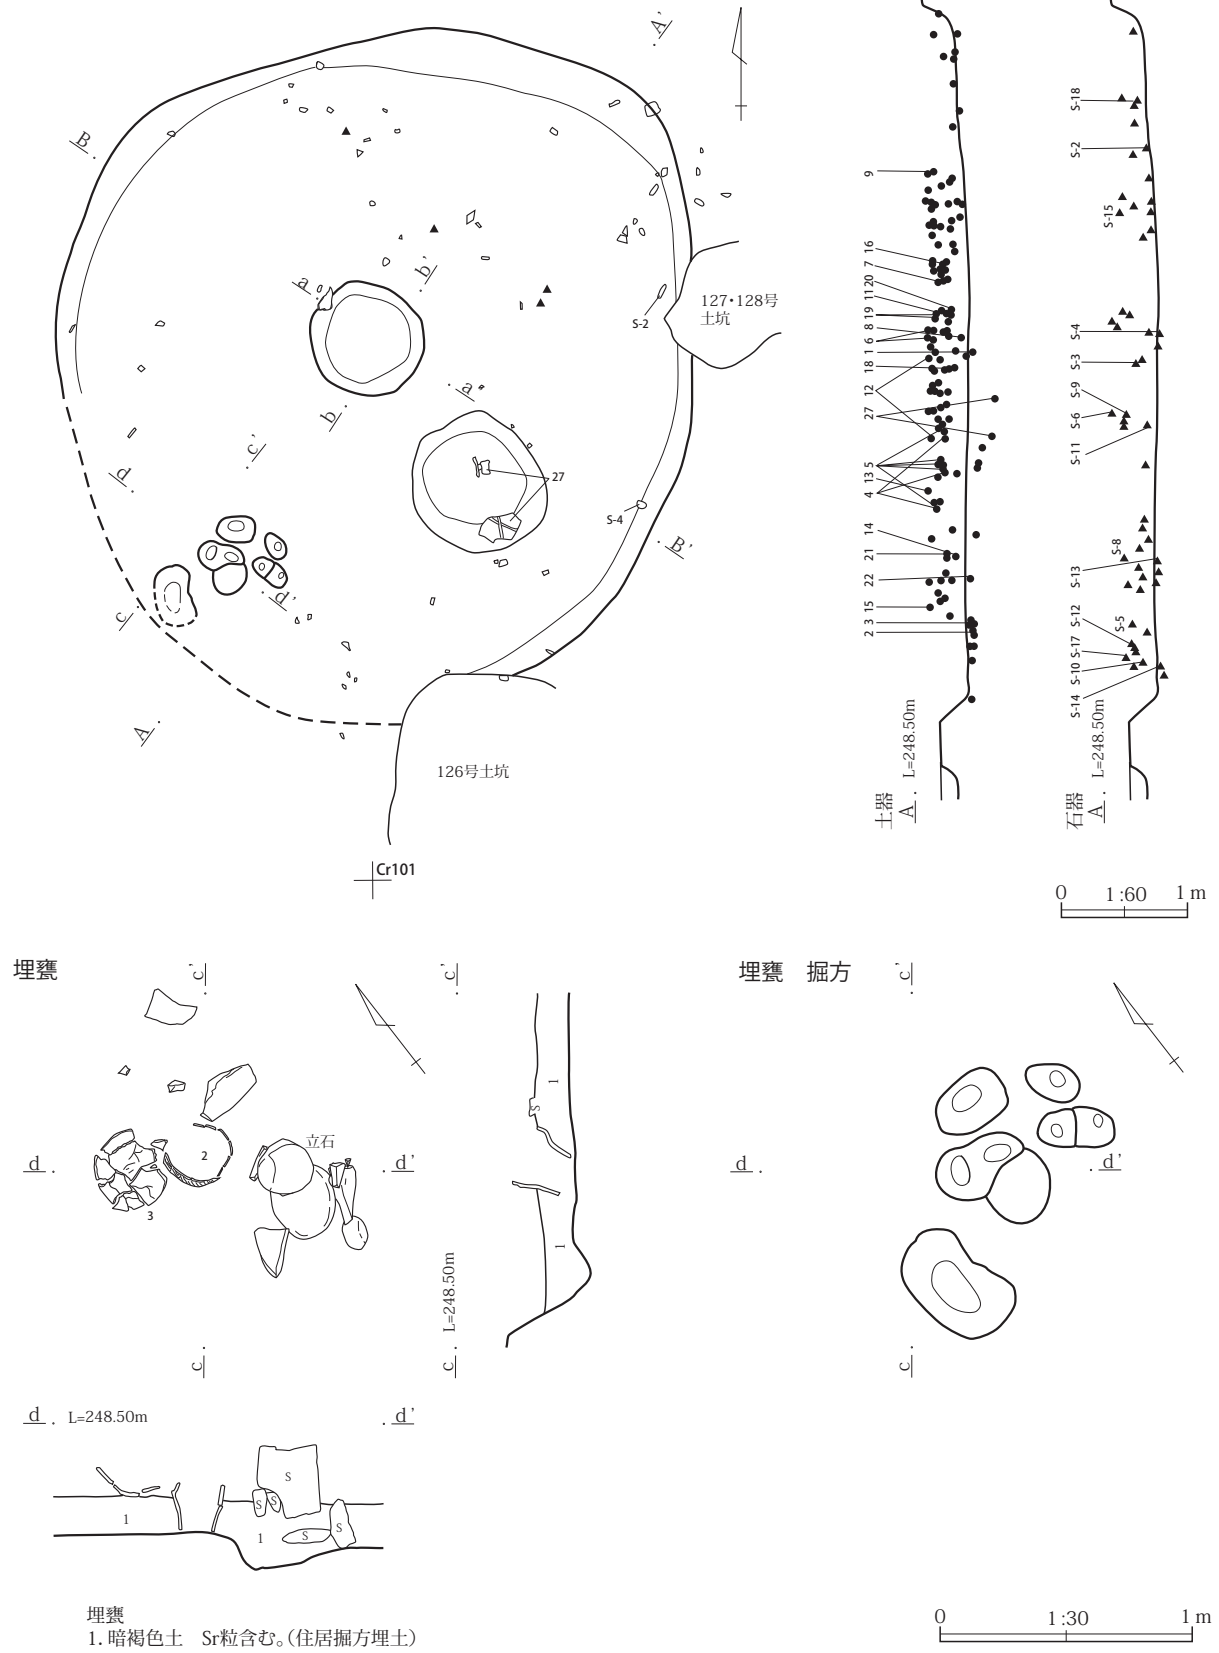 A'
B
a
b'
127・128号
土坑
S-2
b
a'
c'
d
27
S-4
B'
d'
c
A
126号土坑
Cr101
9
16
7
20
11
19
8
6
1
18
12
27
5
13
4
14
21
22
15
3
2
土器
A
L=248.50m
S-18
S-2
S-15
S-4
S-3
S-9
S-6
S-11
S-8
S-13
S-12
S-5
S-17
S-10
S-14
石器
A
L=248.50m
0 1:60 1m
埋甕
c'
立石
2
3
d
d'
c
c'
1
S
1
c
L=248.50m
埋甕 掘方
c'
d
d'
c
d L=248.50m d'
S
S
S
1
1
S
S
埋甕
1. 暗褐色土 Sr粒含む。(住居掘方埋土)
0 1:30 1m